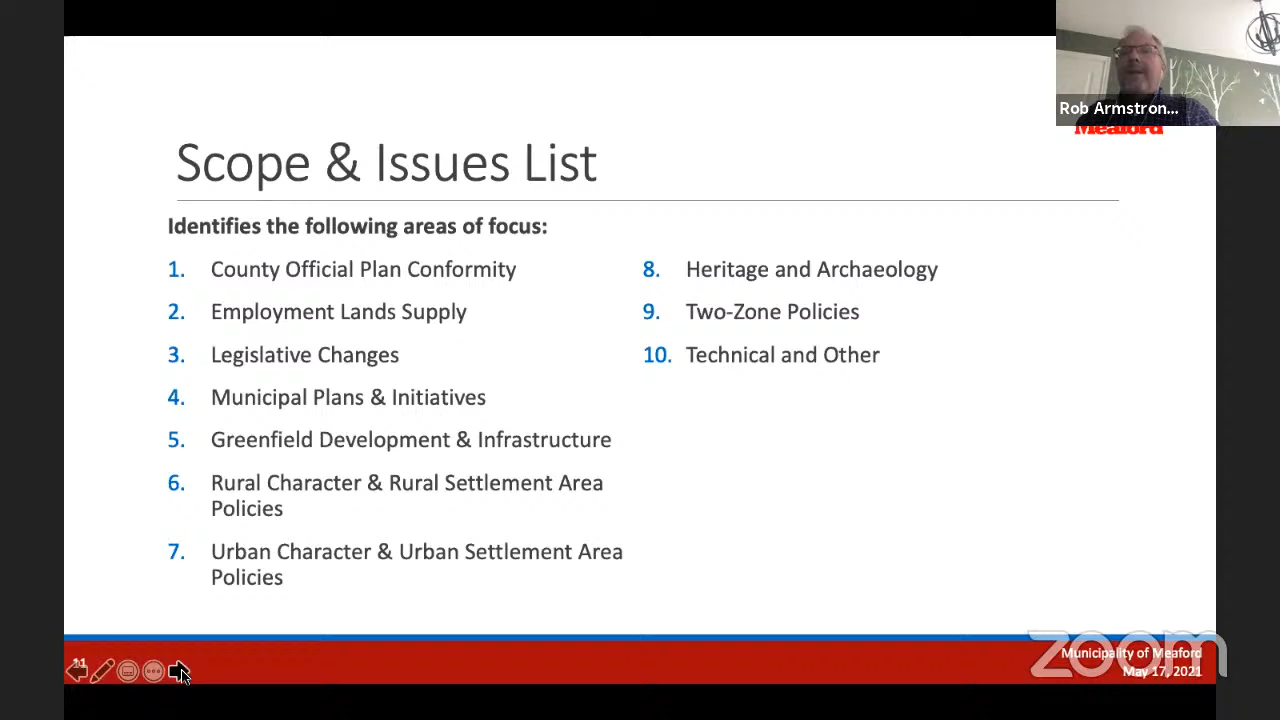 Rob Armstron...
Meaford
Scope & Issues List
Identifies the following areas of focus:
1. County Official Plan Conformity
2. Employment Lands Supply
3. Legislative Changes
4. Municipal Plans & Initiatives
5. Greenfield Development & Infrastructure
6. Rural Character & Rural Settlement Area
Policies
7. Urban Character & Urban Settlement Area
Policies
8. Heritage and Archaeology
9. Two-Zone Policies
10. Technical and Other
11
zoom
Municipality of Meaford
May 17, 2021